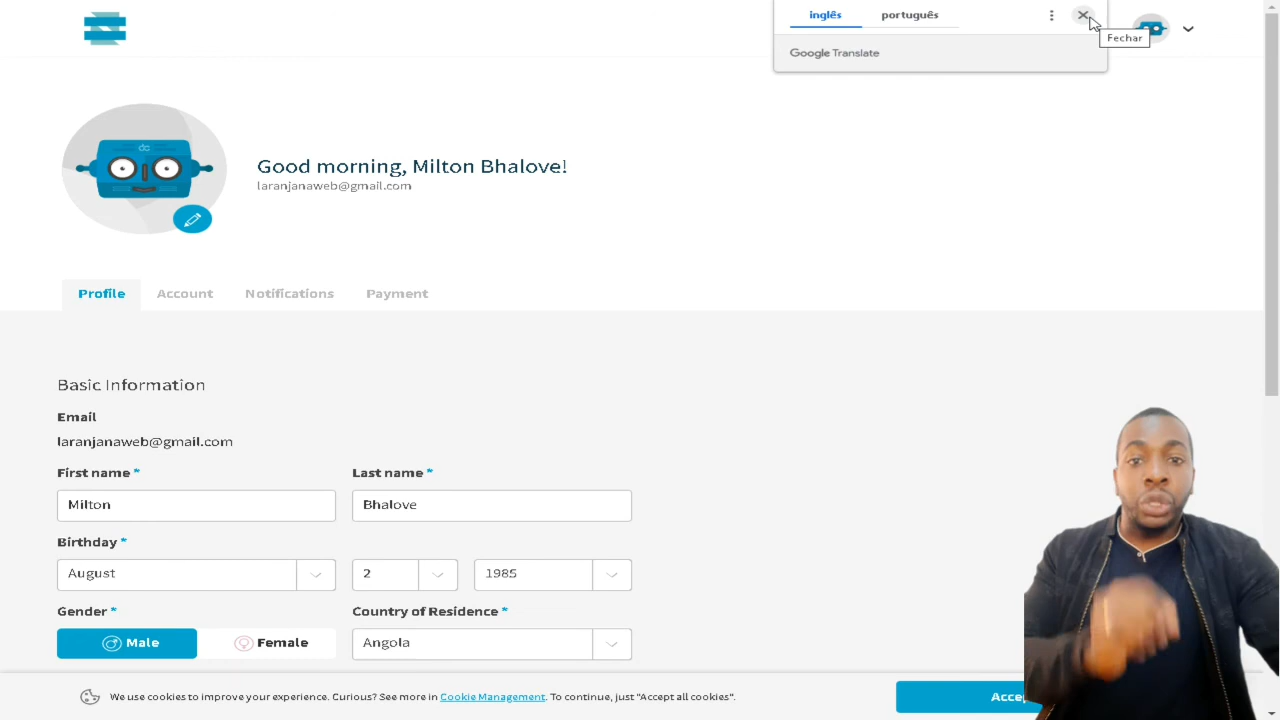 inglês português
Google Translate
Fechar
dc
Good morning, Milton Bhalove!
laranjanaweb@gmail.com
Profile Account Notifications Payment
Basic Information
Email
laranjanaweb@gmail.com
First name * Last name *
Milton Bhalove
Birthday *
August 2 1985
Gender * Country of Residence *
Male Female Angola
We use cookies to improve your experience. Curious? See more in Cookie Management. To continue, just "Accept all cookies".